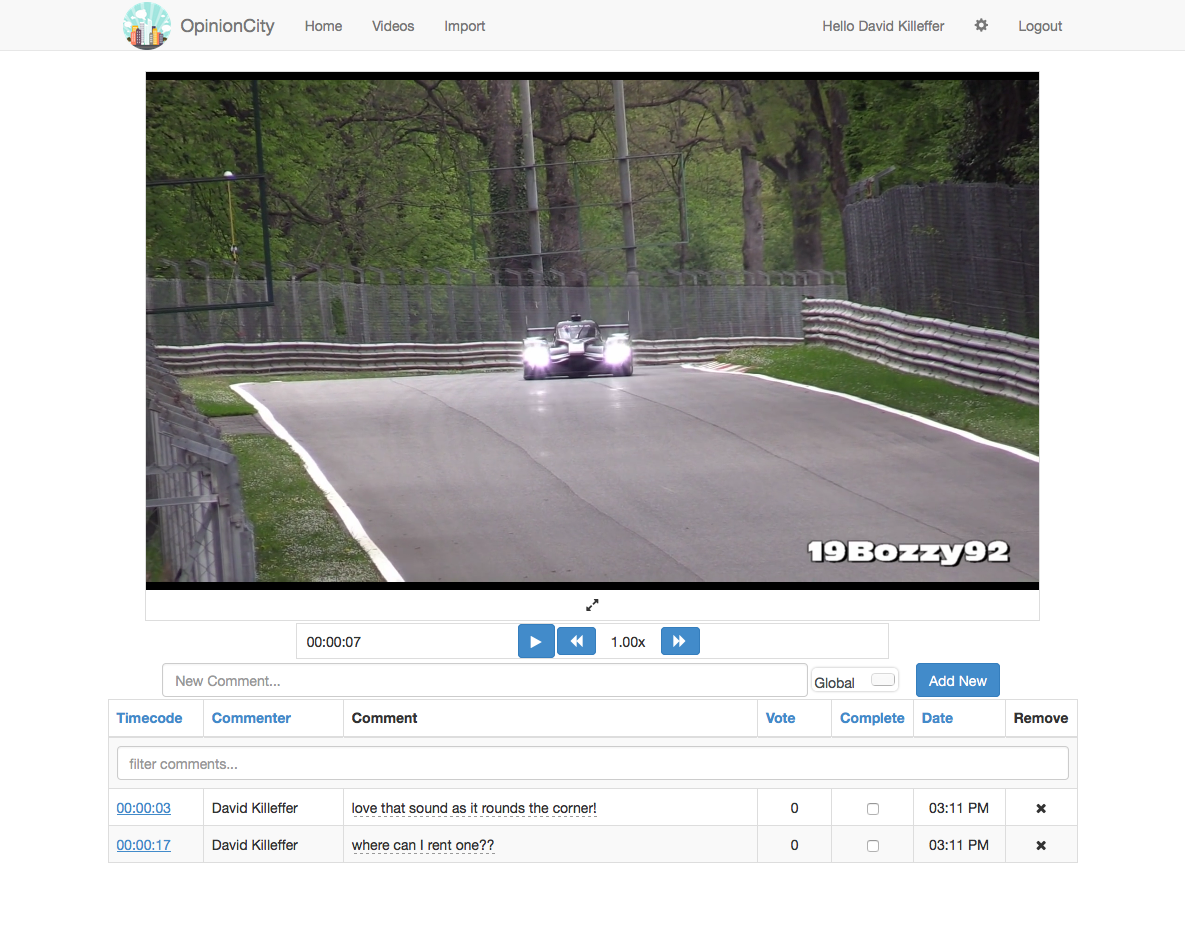 OpinionCity Home Videos Import Hello David Killeffer Logout
19Bozzy92
00:00:07 1.00x
New Comment... Global Add New
Timecode Commenter Comment Vote Complete Date Remove
filter comments...
00:00:03 David Killeffer love that sound as it rounds the corner! 0 03:11 PM
00:00:17 David Killeffer where can I rent one?? 0 03:11 PM